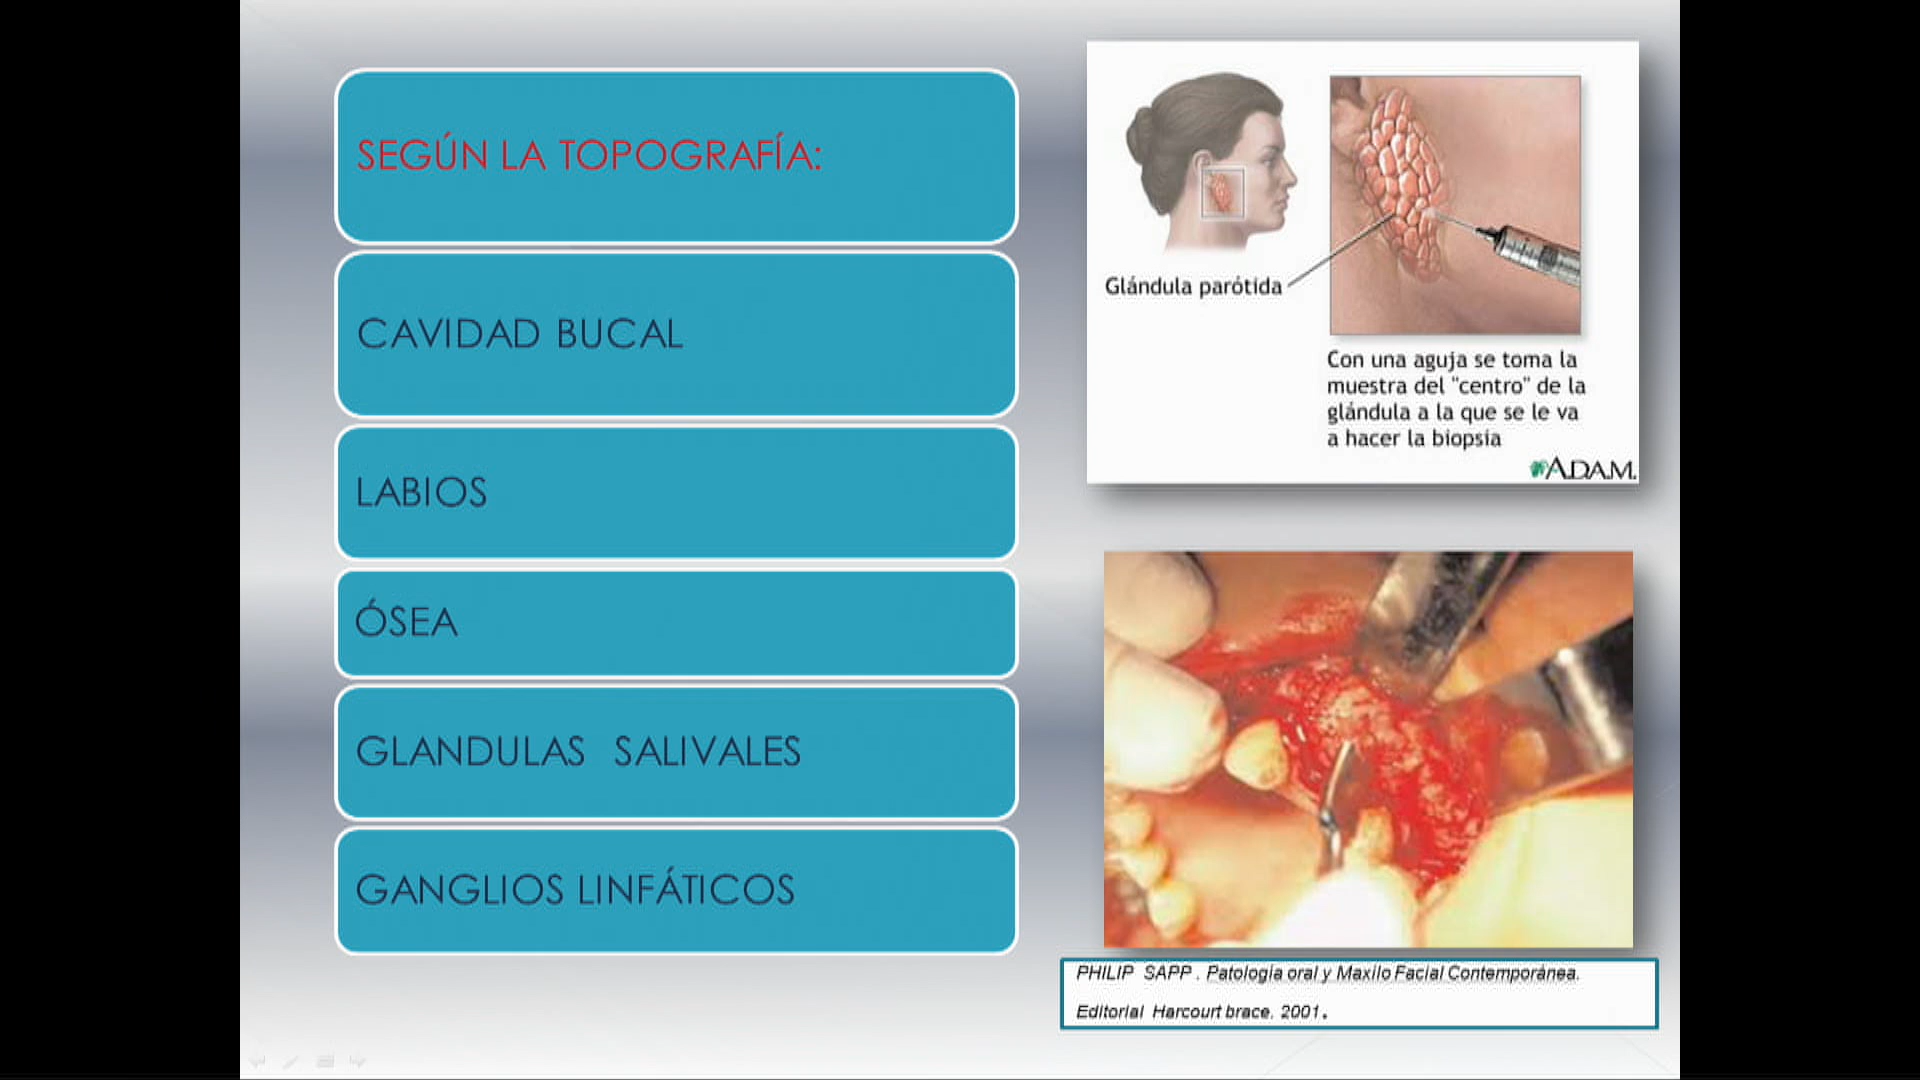 SEGÚN LA TOPOGRAFÍA:
CAVIDAD BUCAL
LABIOS
ÓSEA
GLANDULAS SALIVALES
GANGLIOS LINFÁTICOS
Glándula parótida
Con una aguja se toma la
muestra del "centro" de la
glándula a la que se le va
a hacer la biopsia
A.D.A.M.
PHILIP SAPP . Patología oral y Maxilo Facial Contemporánea.
Editorial Harcourt brace. 2001.